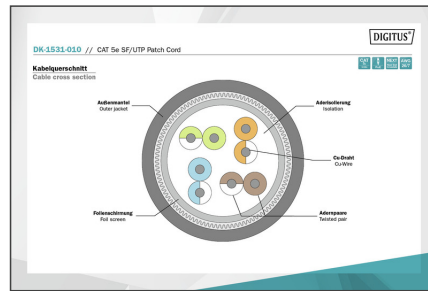 DIGITUS®
DK-1531-010 // CAT 5e SF/UTP Patch Cord
Kabelquerschnitt
Cable cross section
Außenmantel
Outer jacket
Aderisolierung
Isolation
Cu-Draht
Cu-Wire
Folienschirmung
Foil screen
Adernpaare
Twisted pair